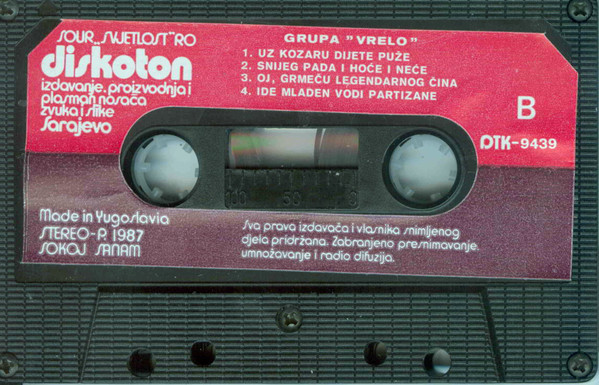 SOUR „SVJETLOST" RO
diskoton
izdavanje, proizvodnja i
plasman nosača
zvuka i slike
Sarajevo
GRUPA "VRELO"
1. UZ KOZARU DIJETE PUŽE
2. SNIJEG PADA I HOĆE I NEĆE
3. OJ, GRMEČU LEGENDARNOG ČINA
4. IDE MLADEN VODI PARTIZANE
B
DTK-9439
50
Made in Yugoslavia
STEREO-P. 1987
SOKOJ SANAM
Sva prava izdavača i vlasnika snimljenog
djela pridržana. Zabranjeno presnimavanje,
umnožavanje i radio difuzija.